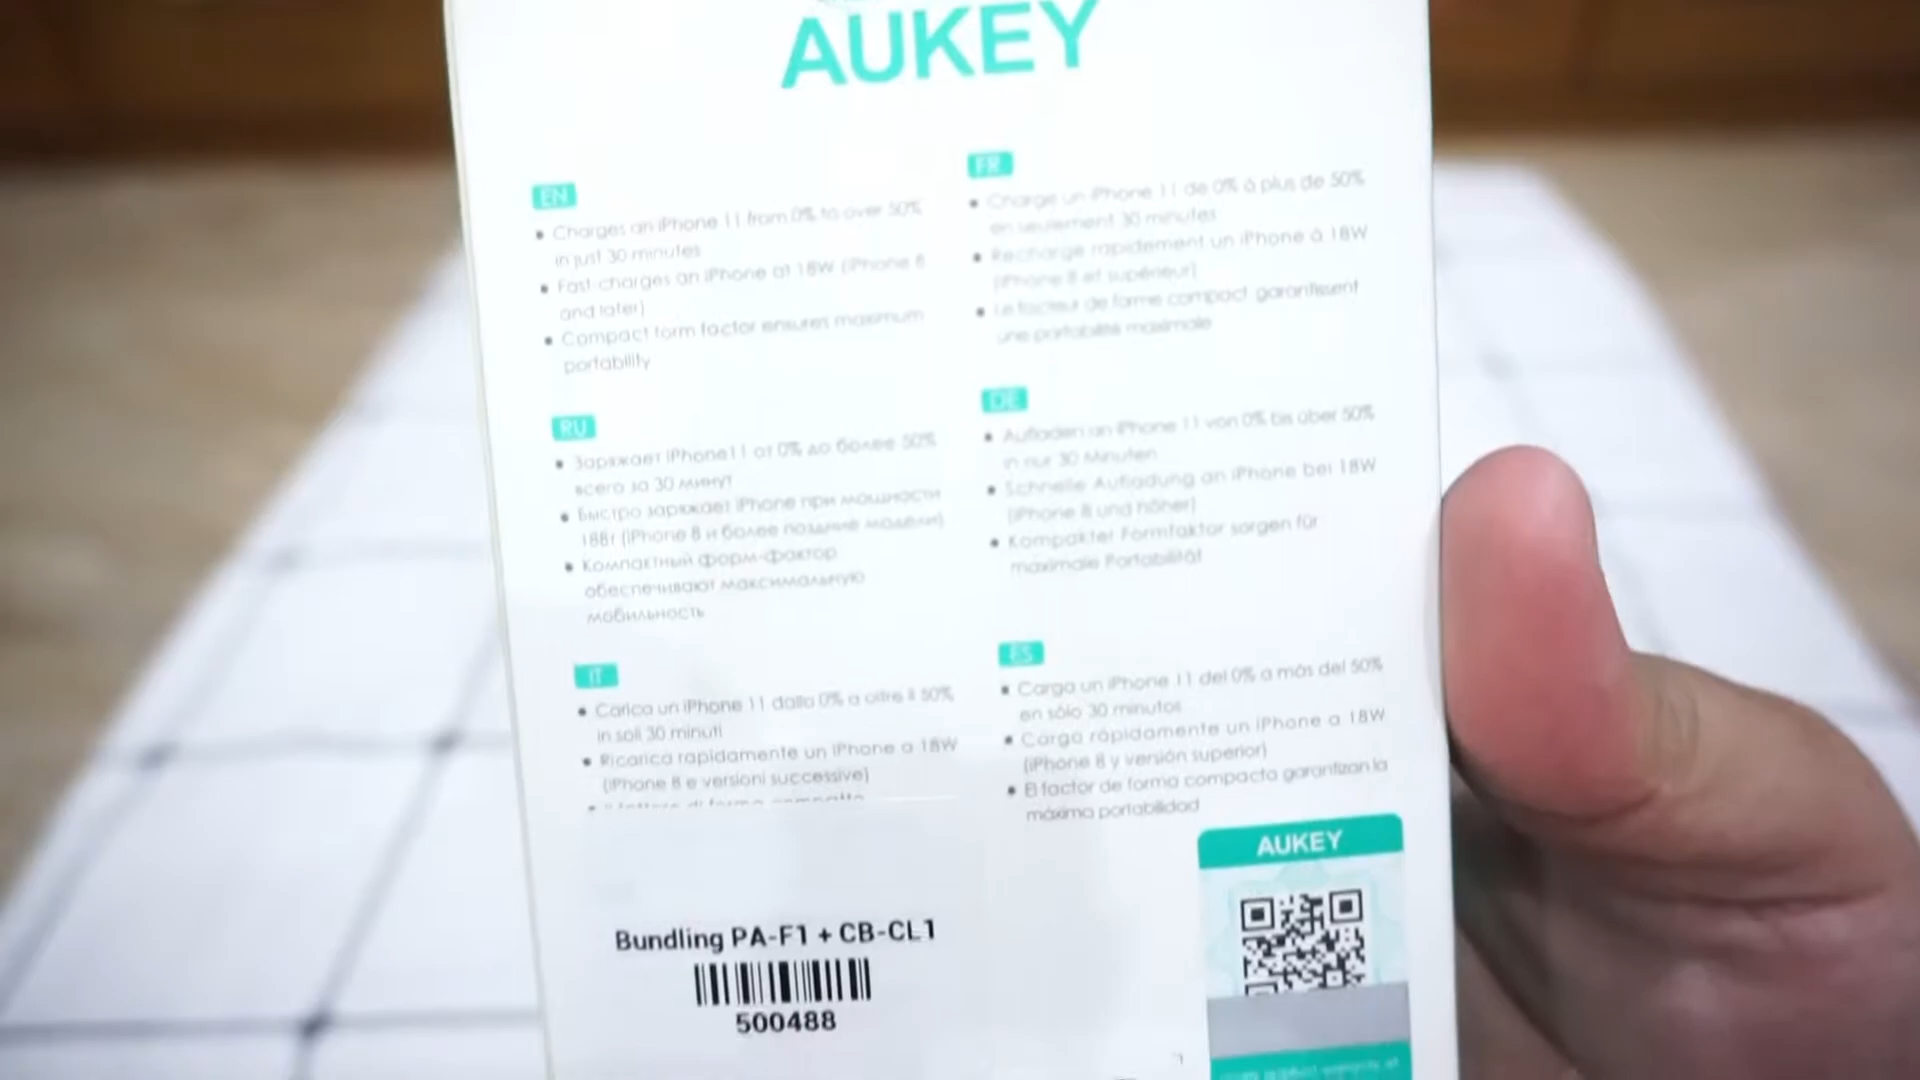 AUKEY
EN
Charges an iPhone 11 from 0% to over 50%
in just 30 minutes
Fast-charges an iPhone at 18W (iPhone 8
and later)
Compact form factor ensures maximum
portability
FR
Charge un iPhone 11 de 0% à plus de 50%
en seulement 30 minutes
Recharge rapidement un iPhone à 18W
(iPhone 8 et supérieur)
Le facteur de forme compact garantissent
une portabilité maximale
RU
Заряжает iPhone11 от 0% до более 50%
всего за 30 минут
Быстро заряжает iPhone при мощности
18Вт (iPhone 8 и более поздние модели)
Компактный форм-фактор
обеспечивают максимальную
мобильность
DE
Aufladen an iPhone 11 von 0% bis über 50%
in nur 30 Minuten
Schnelle Aufladung an iPhone bei 18W
(iPhone 8 und höher)
Kompakter Formfaktor sorgen für
maximale Portabilität
IT
Carica un iPhone 11 dallo 0% a oltre il 50%
in soli 30 minuti
Ricarica rapidamente un iPhone a 18W
(iPhone 8 e versioni successive)
Il fattore di forma compatto
ES
Carga un iPhone 11 del 0% a más del 50%
en sólo 30 minutos
Carga rápidamente un iPhone a 18W
(iPhone 8 y versión superior)
El factor de forma compacta garantizan la
máxima portabilidad
Bundling PA-F1 + CB-CL1
500488
AUKEY